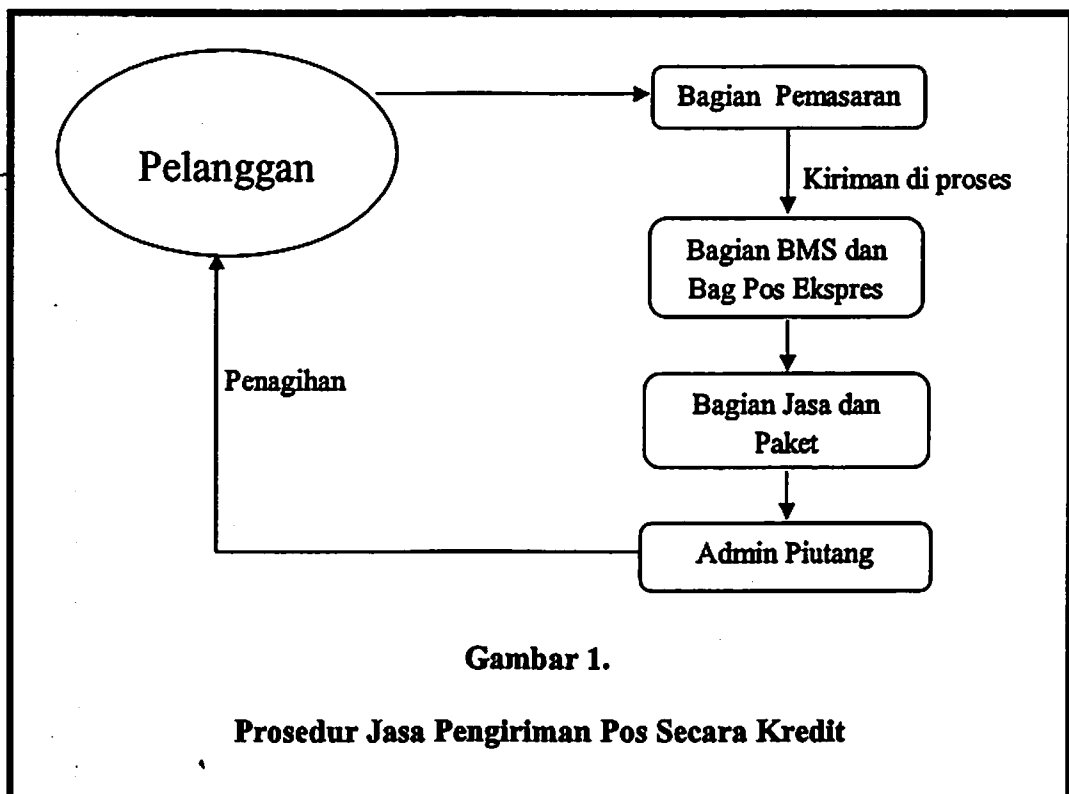 Pelanggan
Bagian Pemasaran
Kiriman di proses
Bagian BMS dan
Bag Pos Ekspres
Bagian Jasa dan
Paket
Admin Piutang
Penagihan
Gambar 1.
Prosedur Jasa Pengiriman Pos Secara Kredit